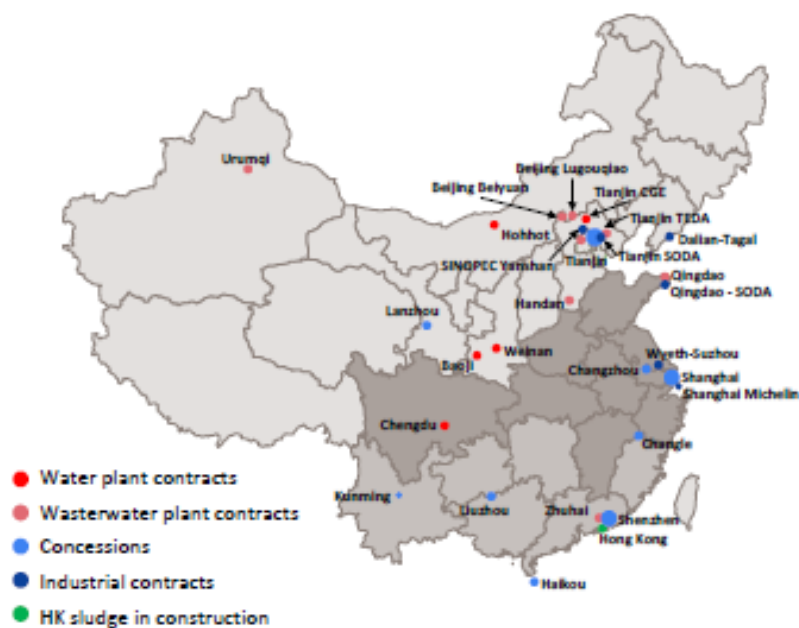 Urumqi
Beijing Lugouqiao
Beijing Beiyuan
Tianjin CGE
Tianjin TEDA
Hohhot
Dalian-Tagal
Tianjin SODA
SINOPEC Yanshan
Tianjin
Qingdao
Qingdao - SODA
Handan
Lanzhou
Weinan
Baoji
Wyeth-Suzhou
Changzhou
Shanghai
Shanghai Michelin
Chengdu
Changle
Water plant contracts
Kunming
Liuzhou
Zhuhai
Wasterwater plant contracts
Shenzhen
Hong Kong
Concessions
Industrial contracts
Haikou
HK sludge in construction